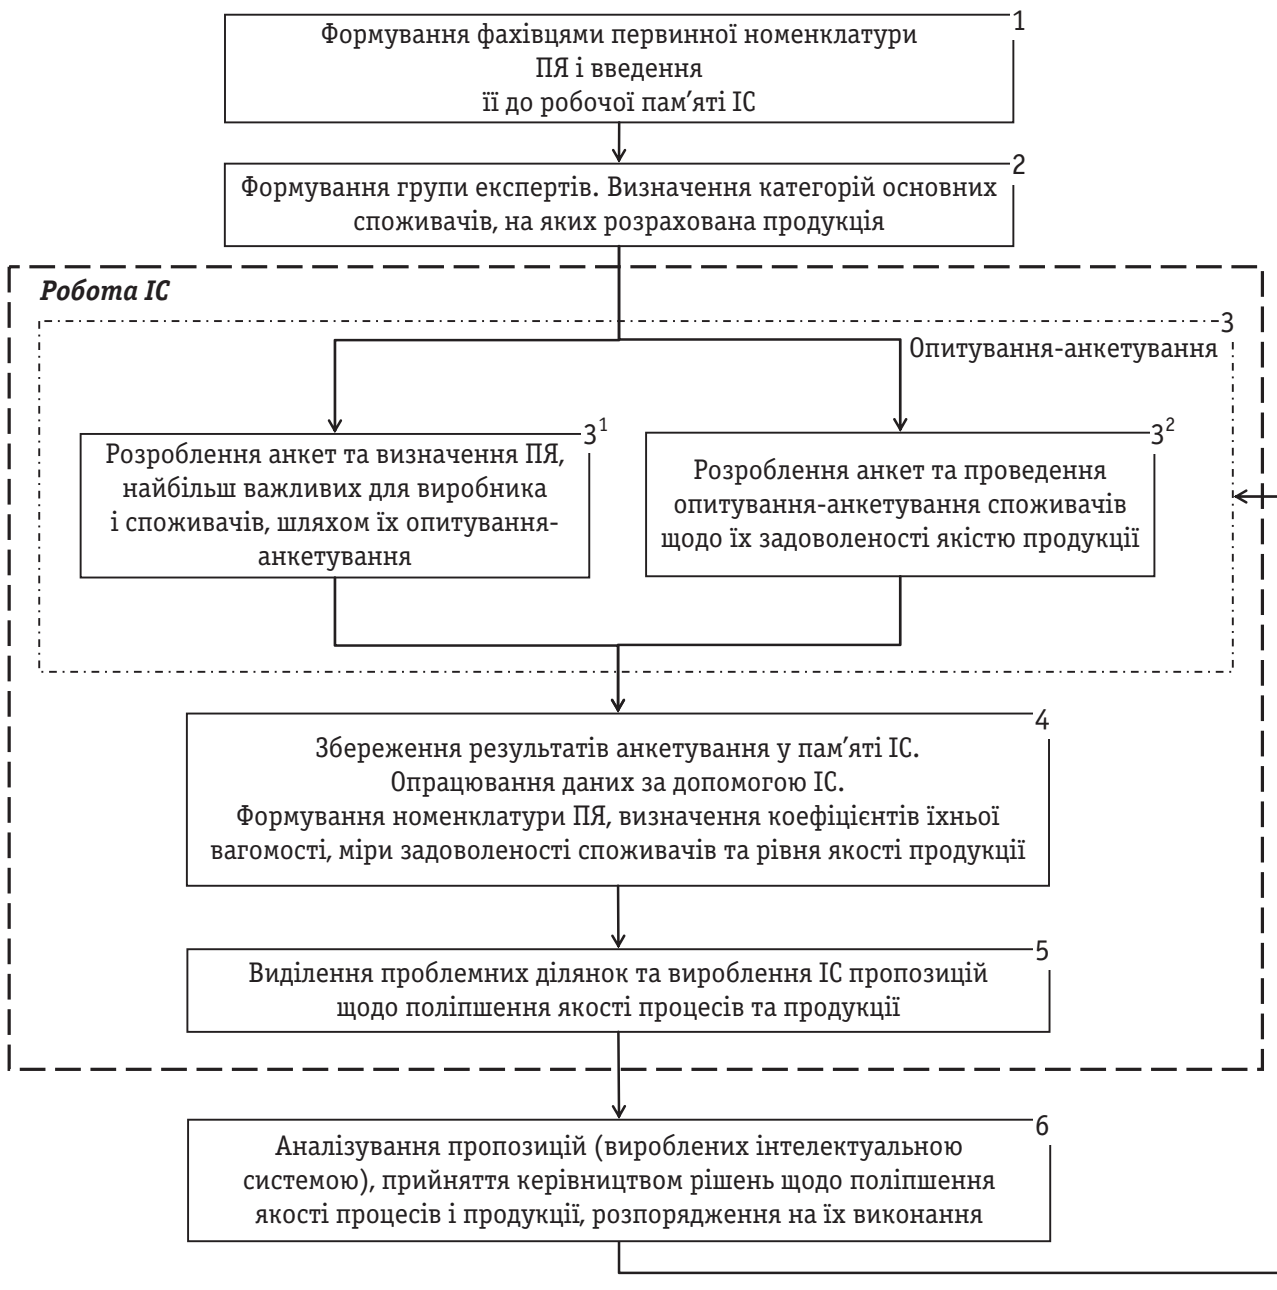 1
Формування фахівцями первинної номенклатури
ПЯ і введення
її до робочої пам’яті ІС
2
Формування групи експертів. Визначення категорій основних
споживачів, на яких розрахована продукція
Робота ІС
3
Опитування-анкетування
3¹
Розроблення анкет та визначення ПЯ,
найбільш важливих для виробника
і споживачів, шляхом їх опитування-
анкетування
3²
Розроблення анкет та проведення
опитування-анкетування споживачів
щодо їх задоволеності якістю продукції
4
Збереження результатів анкетування у пам’яті ІС.
Опрацювання даних за допомогою ІС.
Формування номенклатури ПЯ, визначення коефіцієнтів їхньої
вагомості, міри задоволеності споживачів та рівня якості продукції
5
Виділення проблемних ділянок та вироблення ІС пропозицій
щодо поліпшення якості процесів та продукції
6
Аналізування пропозицій (вироблених інтелектуальною
системою), прийняття керівництвом рішень щодо поліпшення
якості процесів і продукції, розпорядження на їх виконання